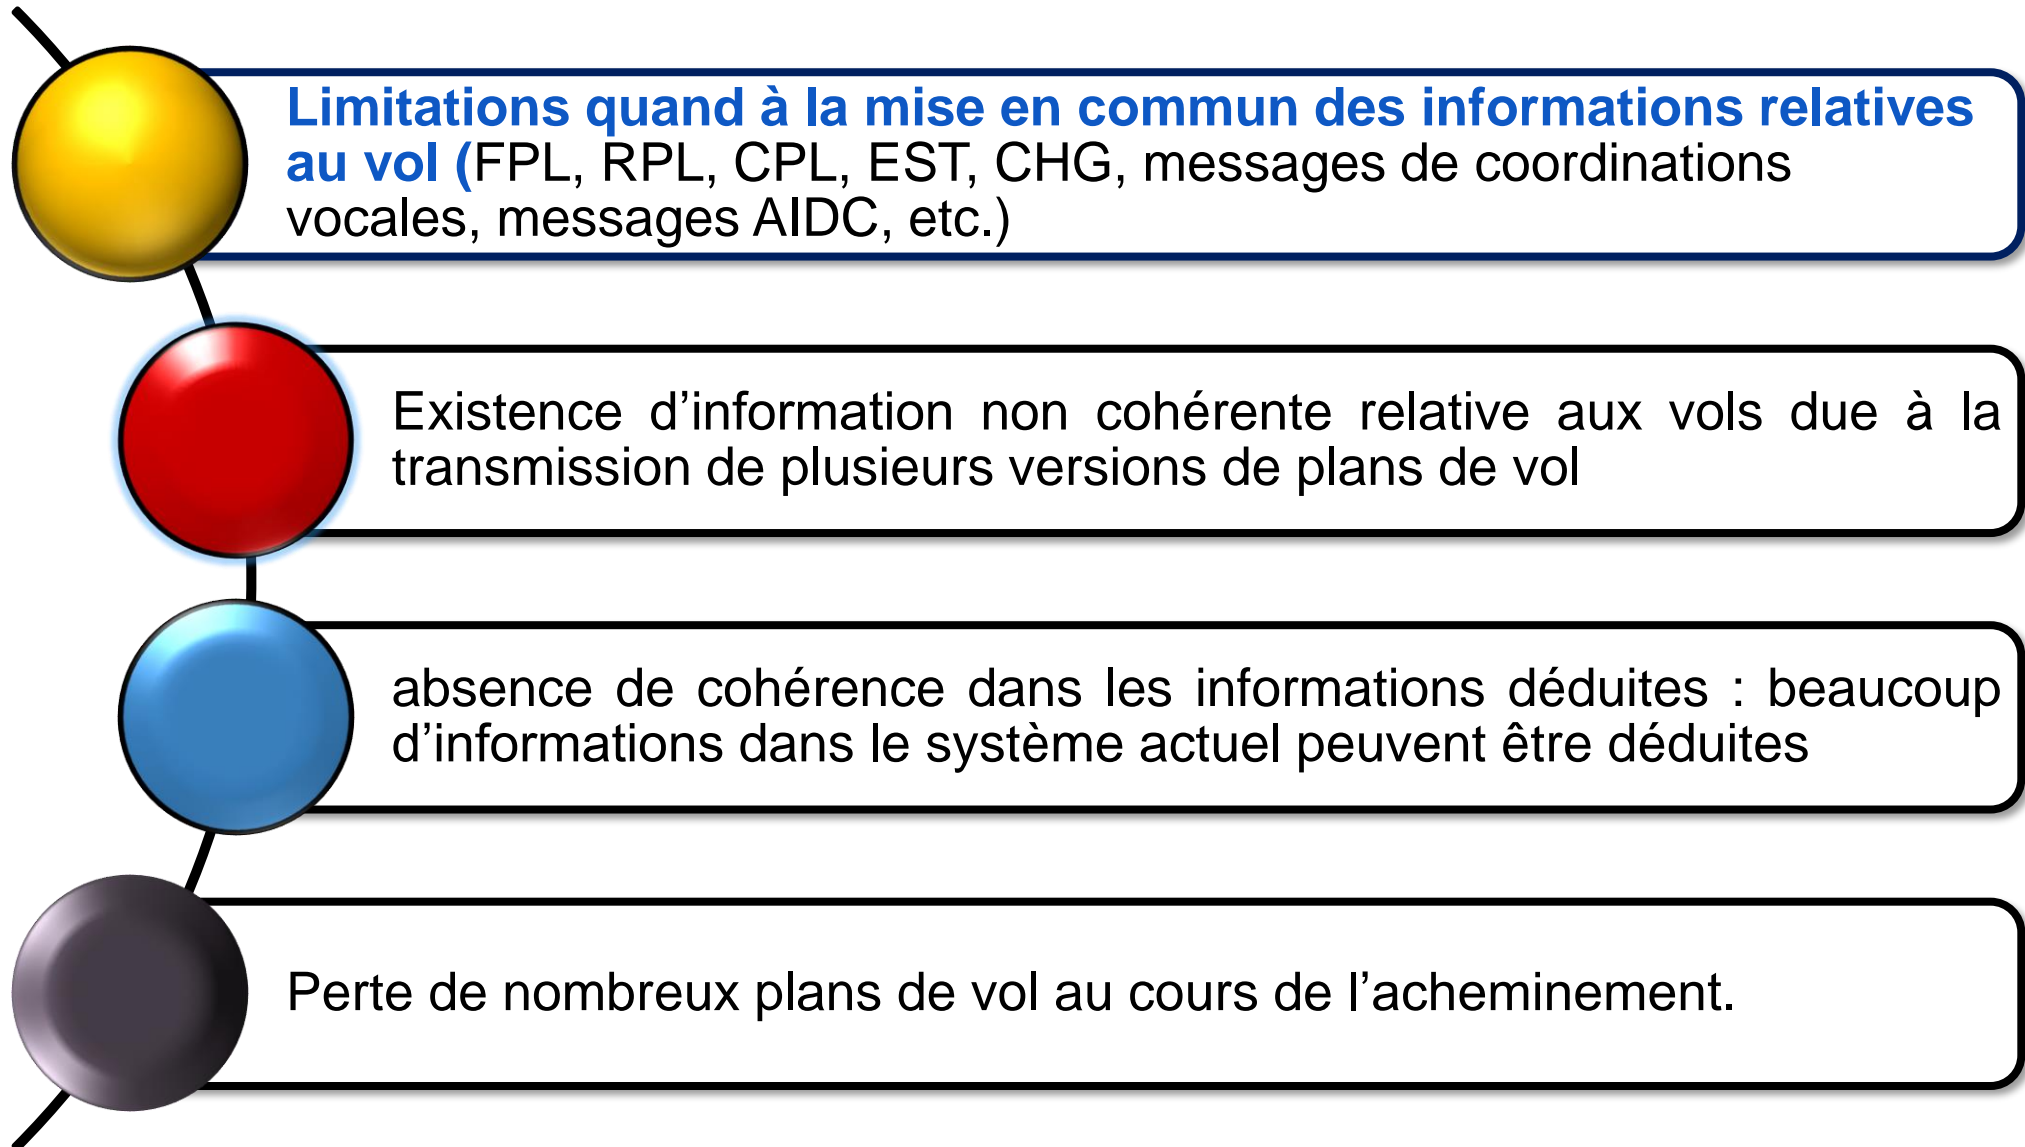 Limitations quand à la mise en commun des informations relatives
au vol (FPL, RPL, CPL, EST, CHG, messages de coordinations
vocales, messages AIDC, etc.)
Existence d’information non cohérente relative aux vols due à la
transmission de plusieurs versions de plans de vol
absence de cohérence dans les informations déduites : beaucoup
d’informations dans le système actuel peuvent être déduites
Perte de nombreux plans de vol au cours de l’acheminement.